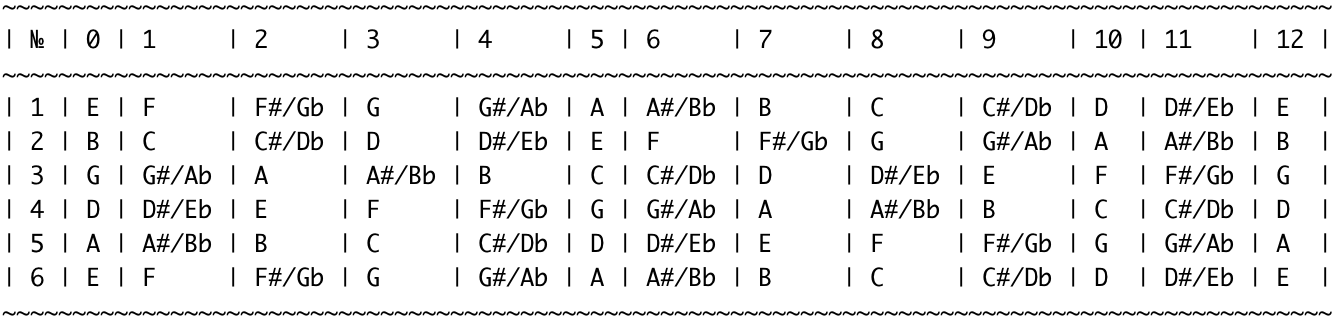 ~~~~~~~~~~~~~~~~~~~~~~~~~~~~~~~~~~~~~~~~~~~~~~~~~~~~~~~~~~~~~~~~~~~~~~~~~~~~~~~~~~~~~~~~~~~~~~~
| № | 0 | 1     | 2     | 3     | 4     | 5 | 6     | 7     | 8     | 9     | 10 | 11    | 12 |
~~~~~~~~~~~~~~~~~~~~~~~~~~~~~~~~~~~~~~~~~~~~~~~~~~~~~~~~~~~~~~~~~~~~~~~~~~~~~~~~~~~~~~~~~~~~~~~
| 1 | E | F     | F#/Gb | G     | G#/Ab | A | A#/Bb | B     | C     | C#/Db | D  | D#/Eb | E  |
| 2 | B | C     | C#/Db | D     | D#/Eb | E | F     | F#/Gb | G     | G#/Ab | A  | A#/Bb | B  |
| 3 | G | G#/Ab | A     | A#/Bb | B     | C | C#/Db | D     | D#/Eb | E     | F  | F#/Gb | G  |
| 4 | D | D#/Eb | E     | F     | F#/Gb | G | G#/Ab | A     | A#/Bb | B     | C  | C#/Db | D  |
| 5 | A | A#/Bb | B     | C     | C#/Db | D | D#/Eb | E     | F     | F#/Gb | G  | G#/Ab | A  |
| 6 | E | F     | F#/Gb | G     | G#/Ab | A | A#/Bb | B     | C     | C#/Db | D  | D#/Eb | E  |
~~~~~~~~~~~~~~~~~~~~~~~~~~~~~~~~~~~~~~~~~~~~~~~~~~~~~~~~~~~~~~~~~~~~~~~~~~~~~~~~~~~~~~~~~~~~~~~